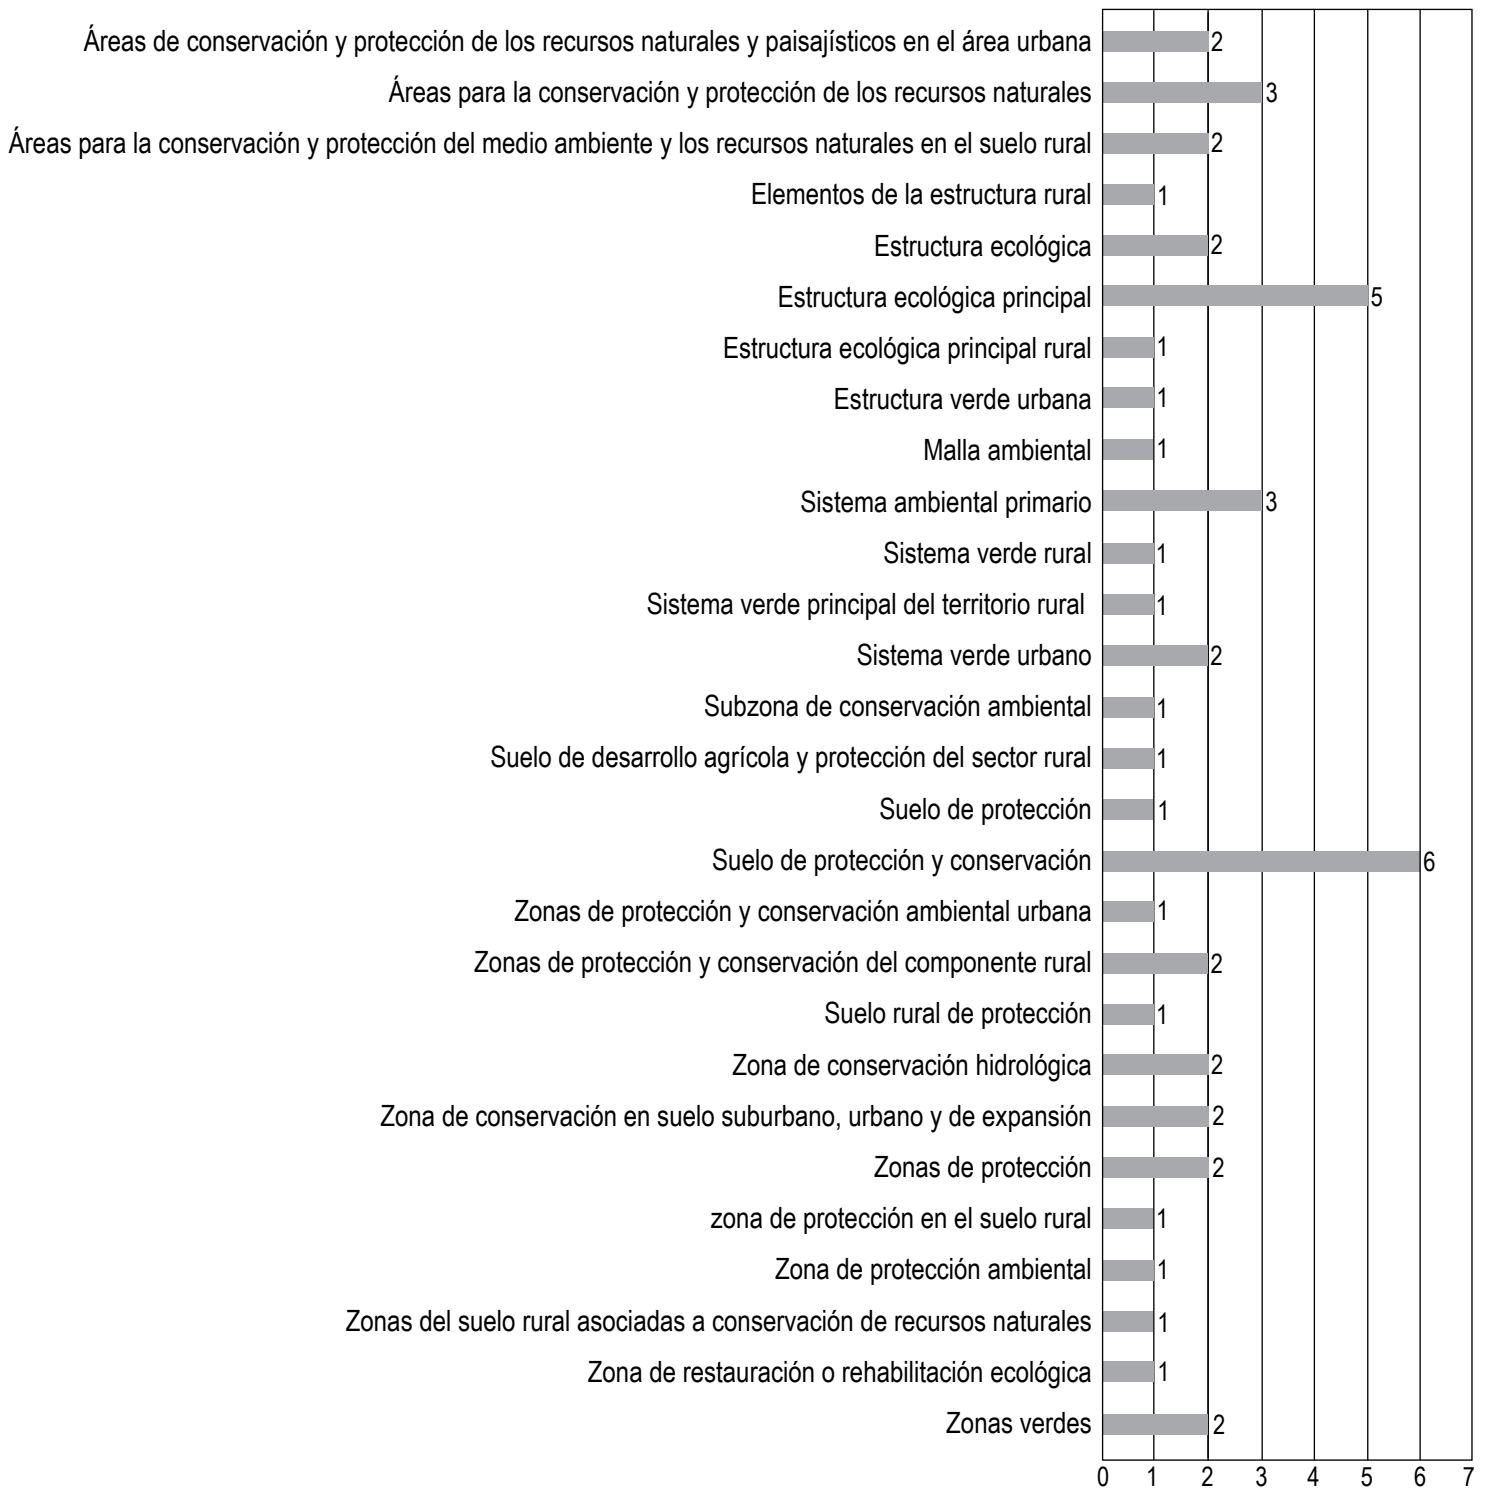 Áreas de conservación y protección de los recursos naturales y paisajísticos en el área urbana 2
Áreas para la conservación y protección de los recursos naturales 3
Áreas para la conservación y protección del medio ambiente y los recursos naturales en el suelo rural 2
Elementos de la estructura rural 1
Estructura ecológica 2
Estructura ecológica principal 5
Estructura ecológica principal rural 1
Estructura verde urbana 1
Malla ambiental 1
Sistema ambiental primario 3
Sistema verde rural 1
Sistema verde principal del territorio rural 1
Sistema verde urbano 2
Subzona de conservación ambiental 1
Suelo de desarrollo agrícola y protección del sector rural 1
Suelo de protección 1
Suelo de protección y conservación 6
Zonas de protección y conservación ambiental urbana 1
Zonas de protección y conservación del componente rural 2
Suelo rural de protección 1
Zona de conservación hidrológica 2
Zona de conservación en suelo suburbano, urbano y de expansión 2
Zonas de protección 2
zona de protección en el suelo rural 1
Zona de protección ambiental 1
Zonas del suelo rural asociadas a conservación de recursos naturales 1
Zona de restauración o rehabilitación ecológica 1
Zonas verdes 2
0 1 2 3 4 5 6 7